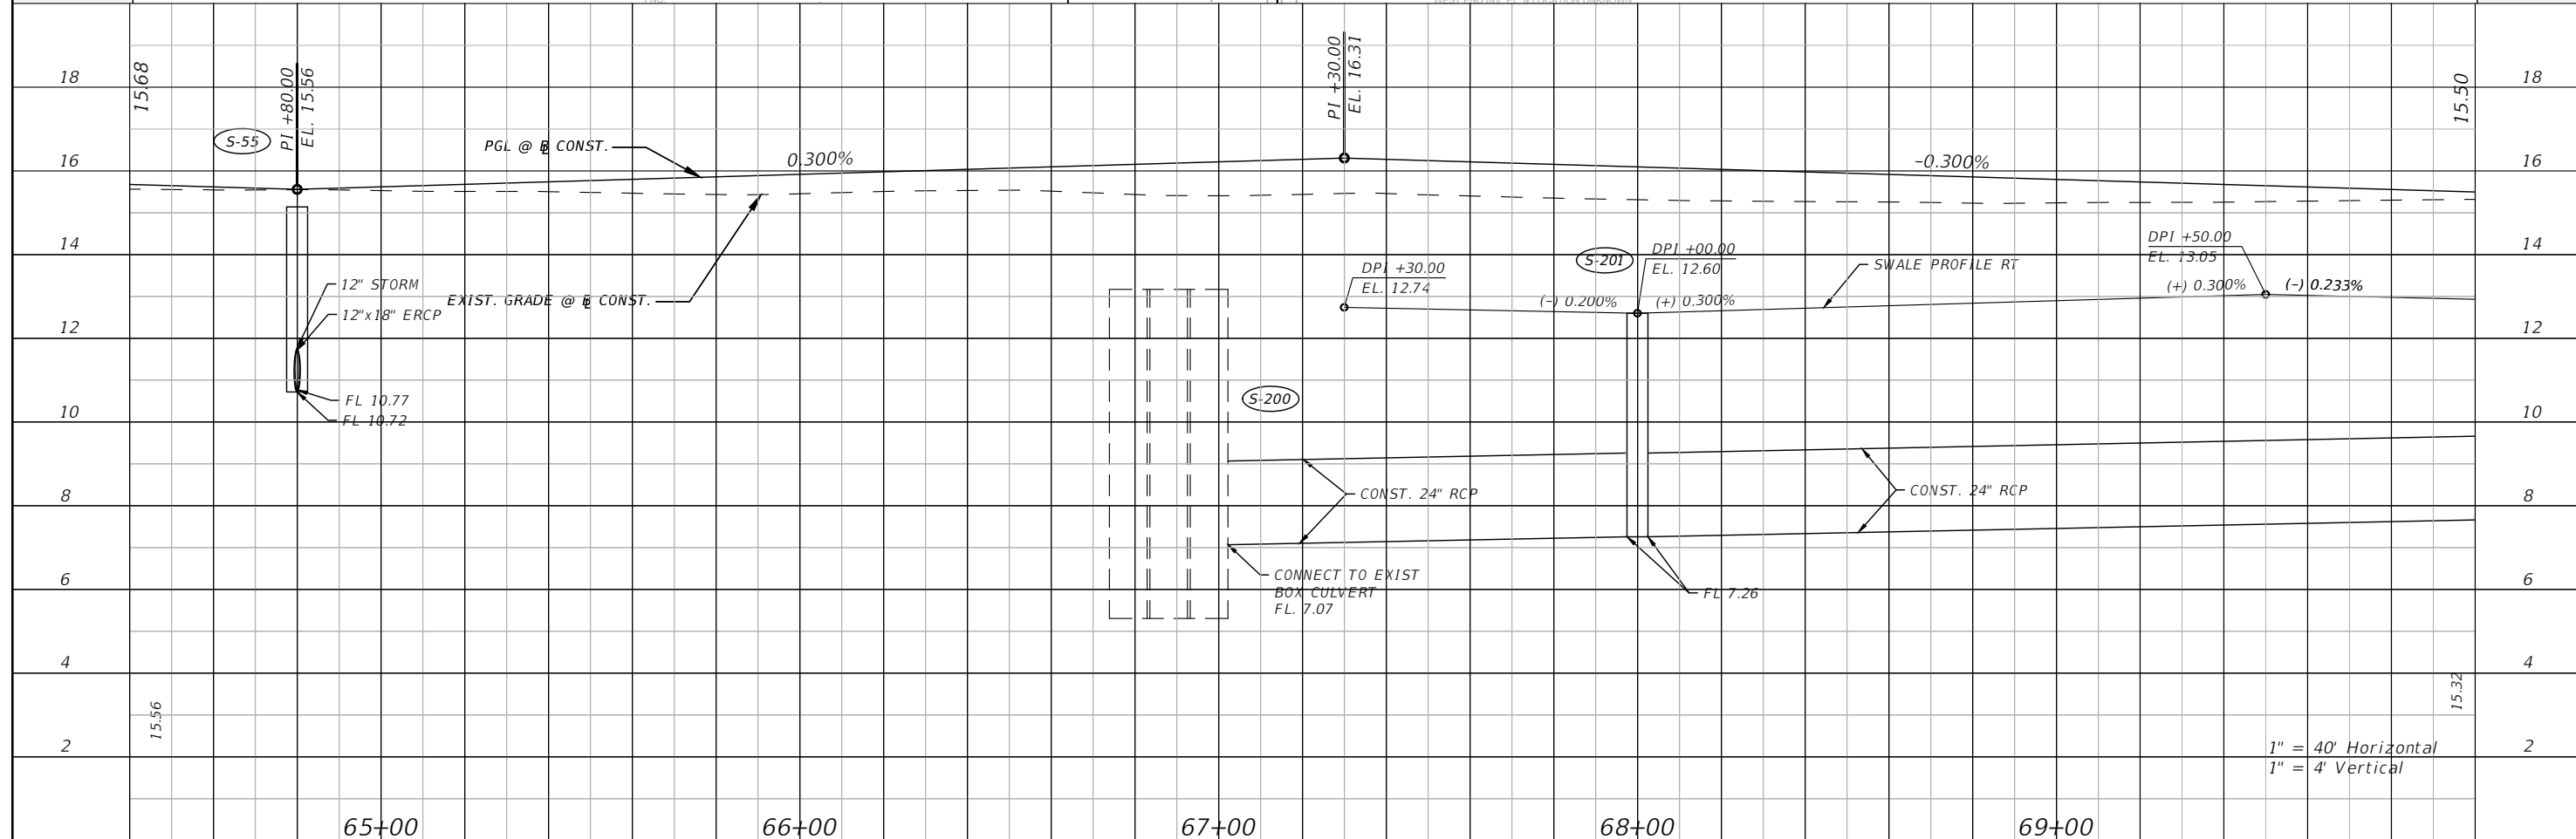 18
16
14
12
10
8
6
4
2
15.68
S-55
PI +80.00
EL. 15.56
PGL @ BL CONST.
0.300%
PI +30.00
EL. 16.31
-0.300%
15.50
18
16
14
12
10
8
6
4
2
12" STORM
12"x18" ERCP
EXIST. GRADE @ BL CONST.
FL 10.77
FL 10.72
DPI +30.00
EL. 12.74
S-201
DPI +00.00
EL. 12.60
(-) 0.200%
(+) 0.300%
SWALE PROFILE RT
DPI +50.00
EL. 13.05
(+) 0.300%
(-) 0.233%
S-200
CONST. 24" RCP
CONST. 24" RCP
CONNECT TO EXIST
BOX CULVERT
FL. 7.07
FL 7.26
15.56
15.32
1" = 40' Horizontal
1" = 4' Vertical
65+00
66+00
67+00
68+00
69+00